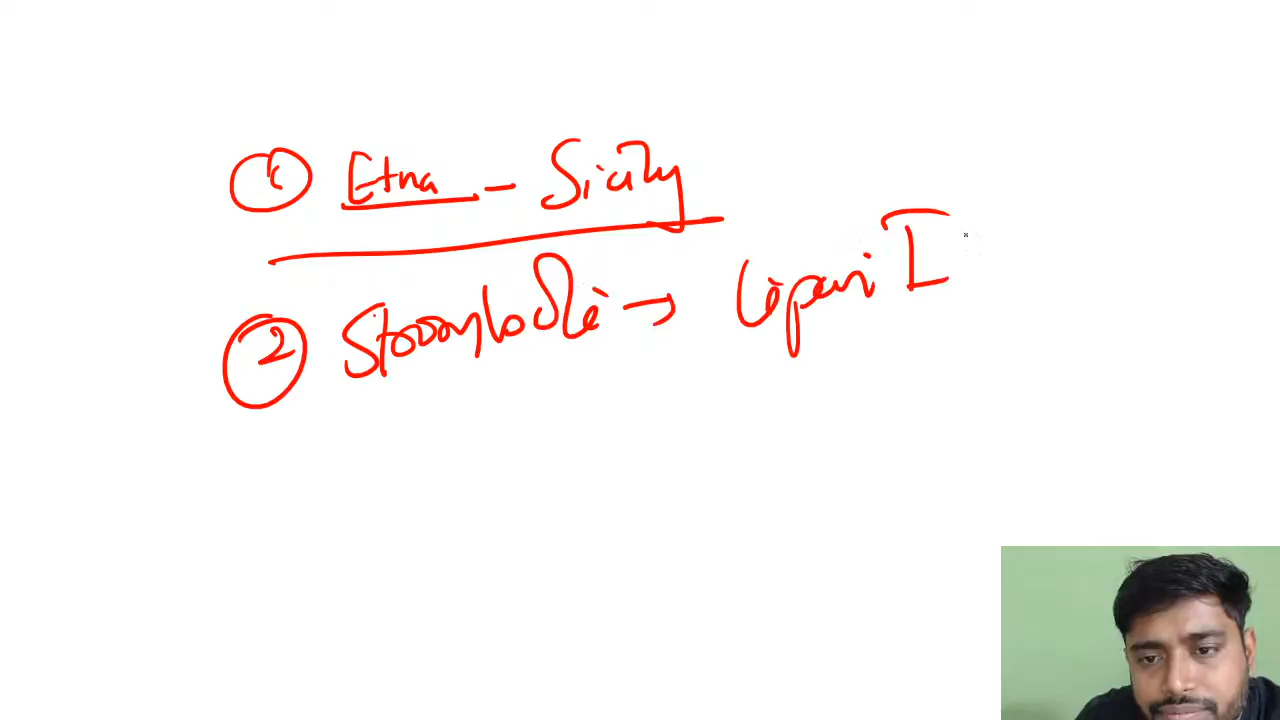 ① Etna - Sicily
② Stromboli → Lipari I